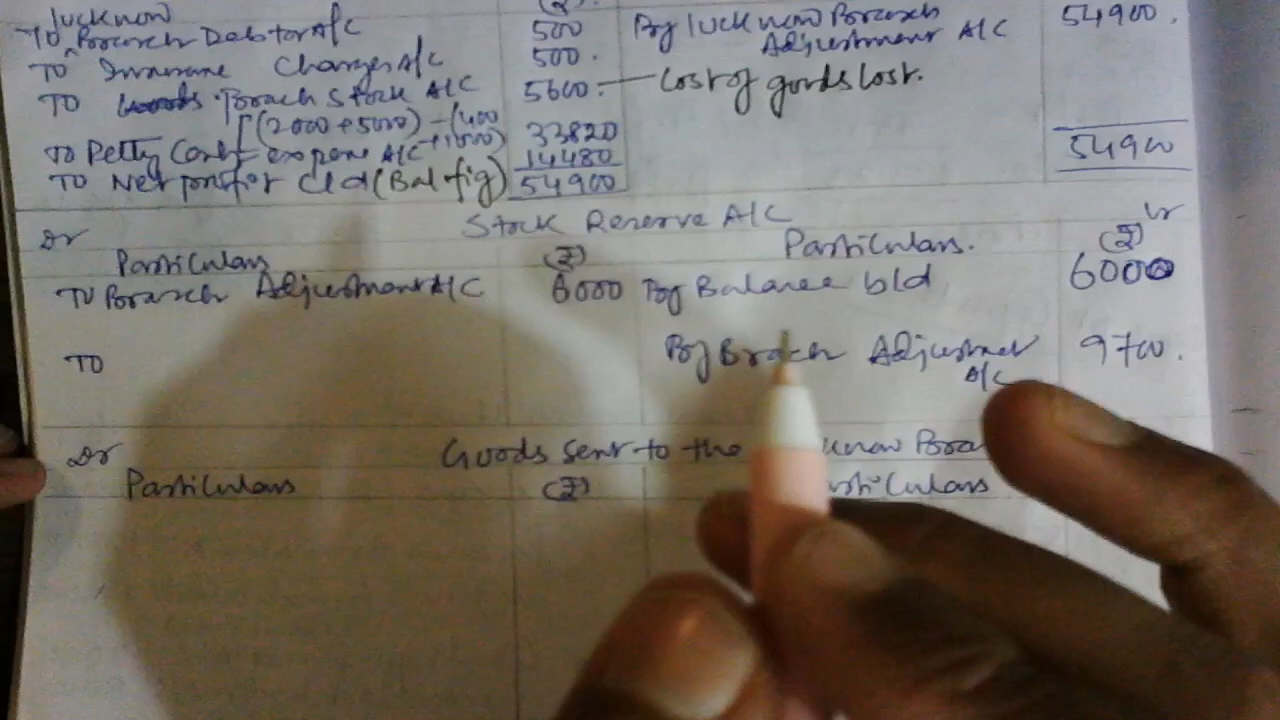 lucknow (₹)
To Branch Debtor A/c 500 By lucknow Branch 54900.
Adjustment A/C
To Insurance Charges A/c 500.
To Branch Stock A/C 5600. — Cost of goods lost.
[(2000+5000)-(400
To Petty Cash expense A/C +1000) 33820
14480 54900
To Net profit c/d (Bal fig) 54900
Stock Reserve A/C
Dr Cr
Particulars (₹) Particulars. (₹)
To Branch Adjustment A/C 6000 By Balance b/d 6000
To By Branch Adjustment 9700.
A/c
Dr Goods sent to the know Bra
Particulars (₹) rticulars